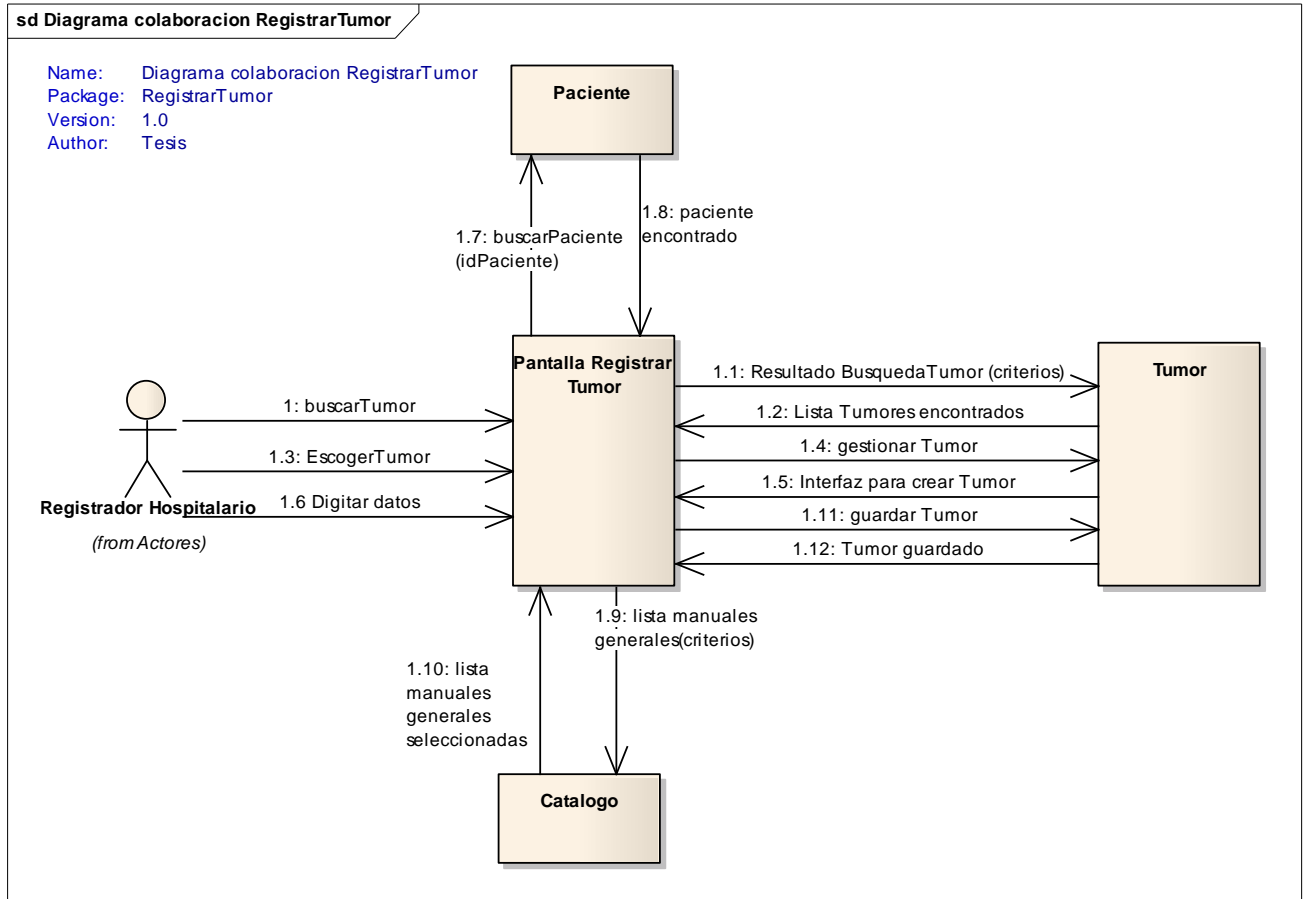 sd Diagrama colaboracion RegistrarTumor
Name: Diagrama colaboracion RegistrarTumor
Package: RegistrarTumor
Version: 1.0
Author: Tesis
Paciente
1.7: buscarPaciente
(idPaciente)
1.8: paciente
encontrado
Pantalla Registrar
Tumor
Tumor
1: buscarTumor
1.3: EscogerTumor
1.6 Digitar datos
Registrador Hospitalario
(from Actores)
1.1: Resultado BusquedaTumor (criterios)
1.2: Lista Tumores encontrados
1.4: gestionar Tumor
1.5: Interfaz para crear Tumor
1.11: guardar Tumor
1.12: Tumor guardado
1.9: lista manuales
generales(criterios)
1.10: lista
manuales
generales
seleccionadas
Catalogo